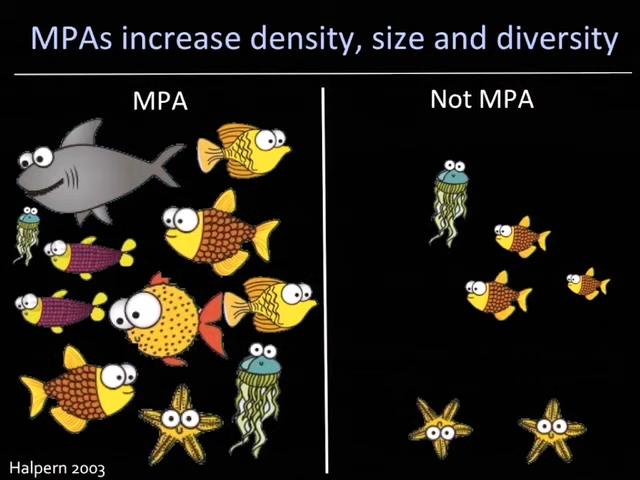 MPAs increase density, size and diversity
MPA
Not MPA
Halpern 2003